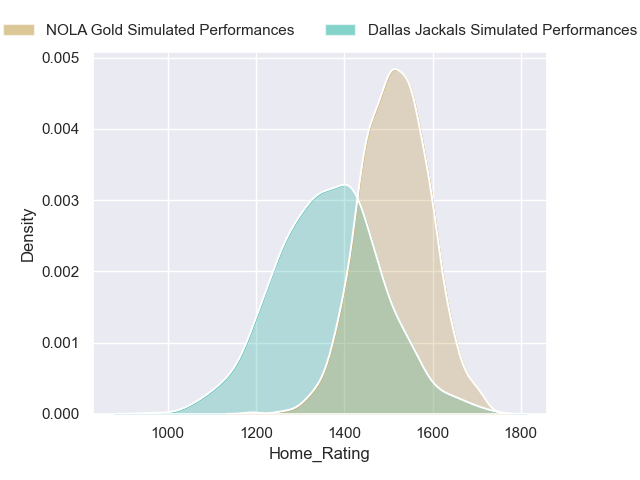 NOLA Gold Simulated Performances Dallas Jackals Simulated Performances
0.005
0.004
0.003
0.002
0.001
0.000
Density
1000 1200 1400 1600 1800
Home_Rating